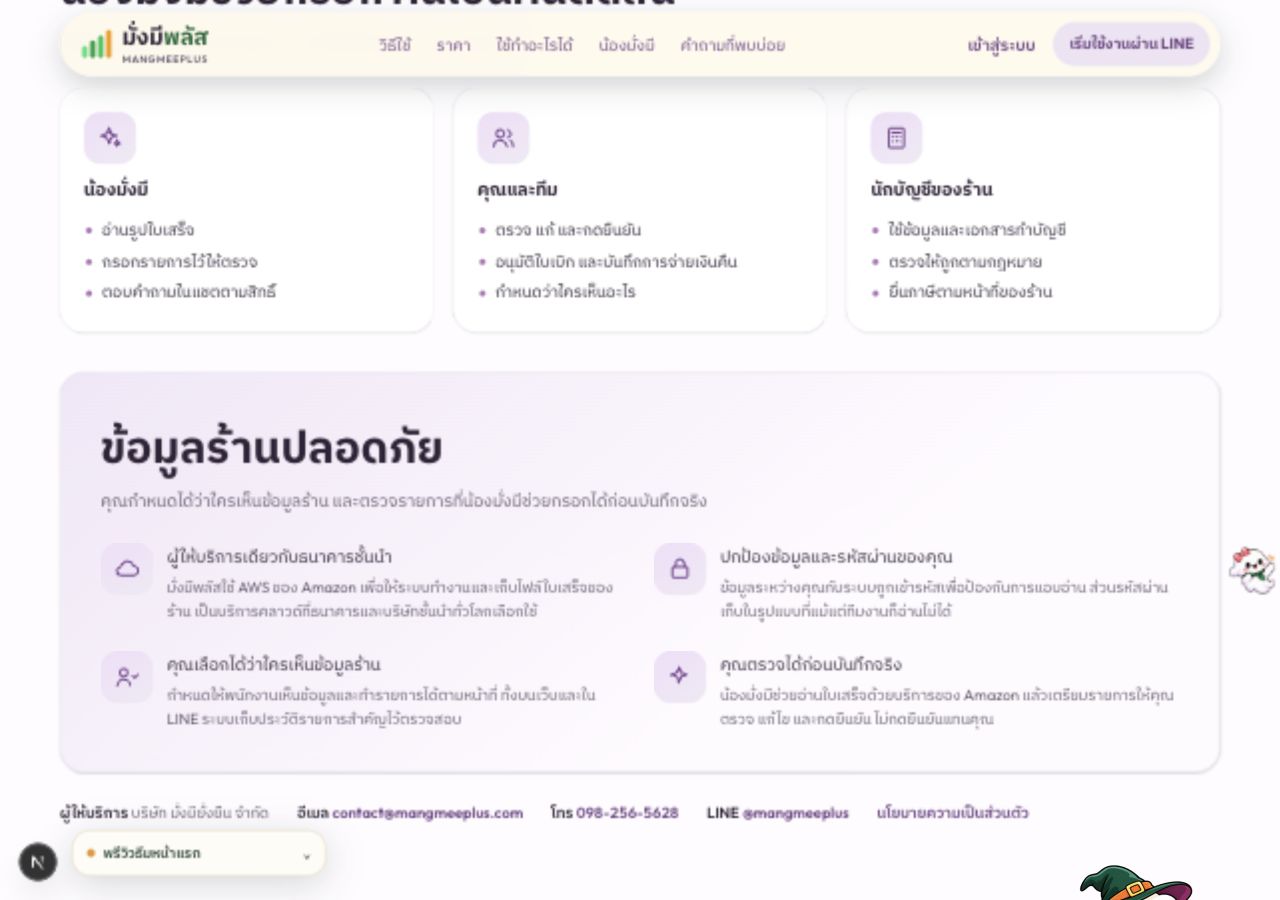 มั่งมีพลัส
MANGMEEPLUS
วิธีใช้
ราคา
ใช้ทำอะไรได้
น้องมั่งมี
คำถามที่พบบ่อย
เข้าสู่ระบบ
เริ่มใช้งานผ่าน LINE
น้องมั่งมี
อ่านรูปใบเสร็จ
กรอกรายการไว้ให้ตรวจ
ตอบคำถามในแชตตามสิทธิ์
คุณและทีม
ตรวจ แก้ และกดยืนยัน
อนุมัติใบเบิก และบันทึกการจ่ายเงินคืน
กำหนดว่าใครเห็นอะไร
นักบัญชีของร้าน
ใช้ข้อมูลและเอกสารทำบัญชี
ตรวจให้ถูกตามกฎหมาย
ยื่นภาษีตามหน้าที่ของร้าน
ข้อมูลร้านปลอดภัย
คุณกำหนดได้ว่าใครเห็นข้อมูลร้าน และตรวจรายการที่น้องมั่งมีช่วยกรอกได้ก่อนบันทึกจริง
ผู้ให้บริการเดียวกับธนาคารชั้นนำ
มั่งมีพลัสใช้ AWS ของ Amazon เพื่อให้ระบบทำงานและเก็บไฟล์ใบเสร็จของ
ร้าน เป็นบริการคลาวด์ที่ธนาคารและบริษัทชั้นนำทั่วโลกเลือกใช้
ปกป้องข้อมูลและรหัสผ่านของคุณ
ข้อมูลระหว่างคุณกับระบบถูกเข้ารหัสเพื่อป้องกันการแอบอ่าน ส่วนรหัสผ่าน
เก็บในรูปแบบที่แม้แต่ทีมงานก็อ่านไม่ได้
คุณเลือกได้ว่าใครเห็นข้อมูลร้าน
กำหนดให้พนักงานเห็นข้อมูลและทำรายการได้ตามหน้าที่ ทั้งบนเว็บและใน
LINE ระบบเก็บประวัติรายการสำคัญไว้ตรวจสอบ
คุณตรวจได้ก่อนบันทึกจริง
น้องมั่งมีช่วยอ่านใบเสร็จด้วยบริการของ Amazon แล้วเตรียมรายการให้คุณ
ตรวจ แก้ไข และกดยืนยัน ไม่กดยืนยันแทนคุณ
ผู้ให้บริการ บริษัท มั่งมียั่งยืน จำกัด อีเมล contact@mangmeeplus.com โทร 098-256-5628 LINE @mangmeeplus นโยบายความเป็นส่วนตัว
N
พรีวิวธีมหน้าแรก